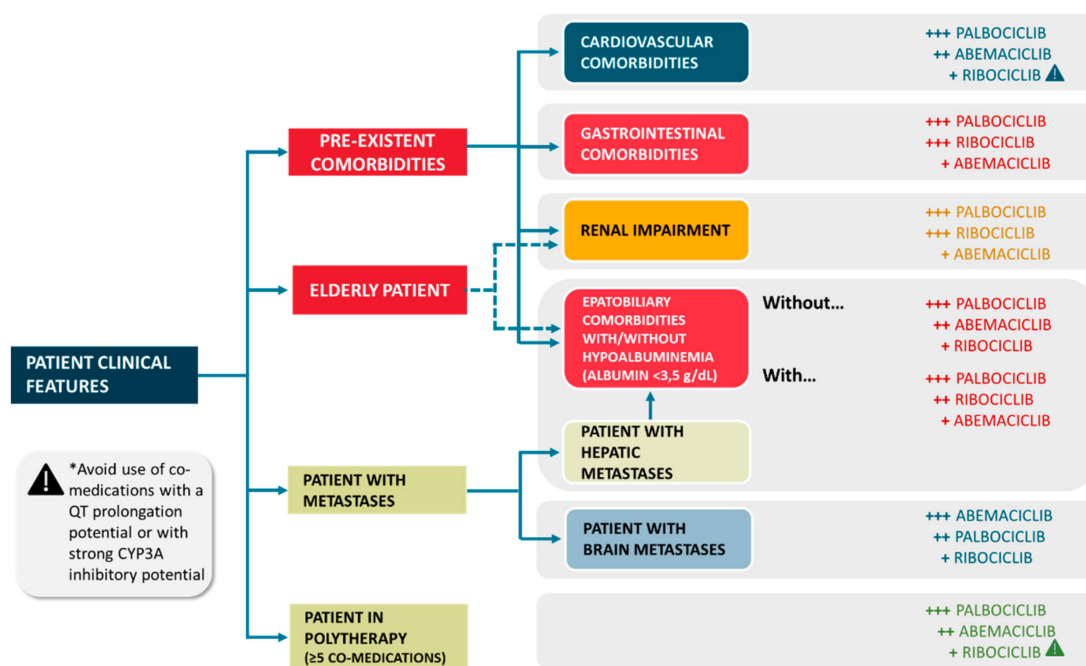 PATIENT CLINICAL
FEATURES
*Avoid use of co-
medications with a
QT prolongation
potential or with
strong CYP3A
inhibitory potential
PRE-EXISTENT
COMORBIDITIES
ELDERLY PATIENT
PATIENT WITH
METASTASES
PATIENT IN
POLYTHERAPY
(≥5 CO-MEDICATIONS)
CARDIOVASCULAR
COMORBIDITIES
+++ PALBOCICLIB
++ ABEMACICLIB
+ RIBOCICLIB
GASTROINTESTINAL
COMORBIDITIES
+++ PALBOCICLIB
+++ RIBOCICLIB
+ ABEMACICLIB
RENAL IMPAIRMENT
+++ PALBOCICLIB
+++ RIBOCICLIB
+ ABEMACICLIB
EPATOBILIARY
COMORBIDITIES
WITH/WITHOUT
HYPOALBUMINEMIA
(ALBUMIN <3,5 g/dL)
Without...
+++ PALBOCICLIB
++ ABEMACICLIB
+ RIBOCICLIB
With...
+++ PALBOCICLIB
++ RIBOCICLIB
+ ABEMACICLIB
PATIENT WITH
HEPATIC
METASTASES
PATIENT WITH
BRAIN METASTASES
+++ ABEMACICLIB
++ PALBOCICLIB
+ RIBOCICLIB
+++ PALBOCICLIB
++ ABEMACICLIB
+ RIBOCICLIB